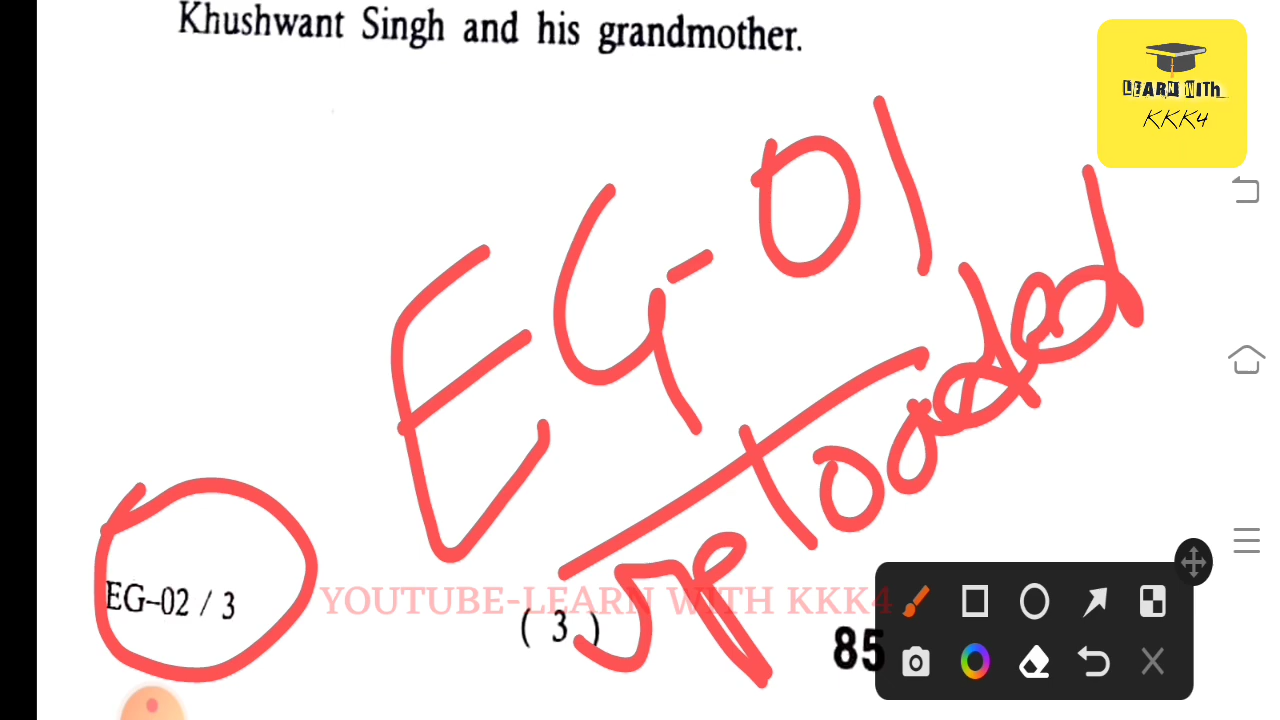 Khushwant Singh and his grandmother.
LEARN WITh
KKK4
EG-01
uploaded
EG–02 / 3
YOUTUBE-LEARN WITH KKK4
( 3 )
85